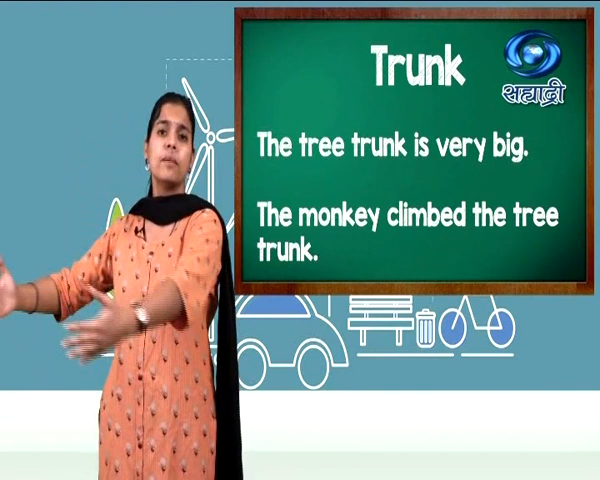 Trunk
सह्याद्री
The tree trunk is very big.
The monkey climbed the tree
trunk.